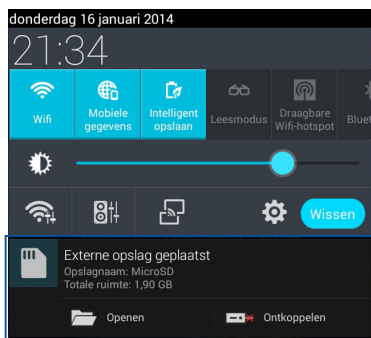 donderdag 16 januari 2014
21:34
Wifi
Mobiele gegevens
Intelligent opslaan
Leesmodus
Draagbare Wifi-hotspot
Bluet
Wissen
Externe opslag geplaatst
Opslagnaam: MicroSD
Totale ruimte: 1,90 GB
Openen
Ontkoppelen